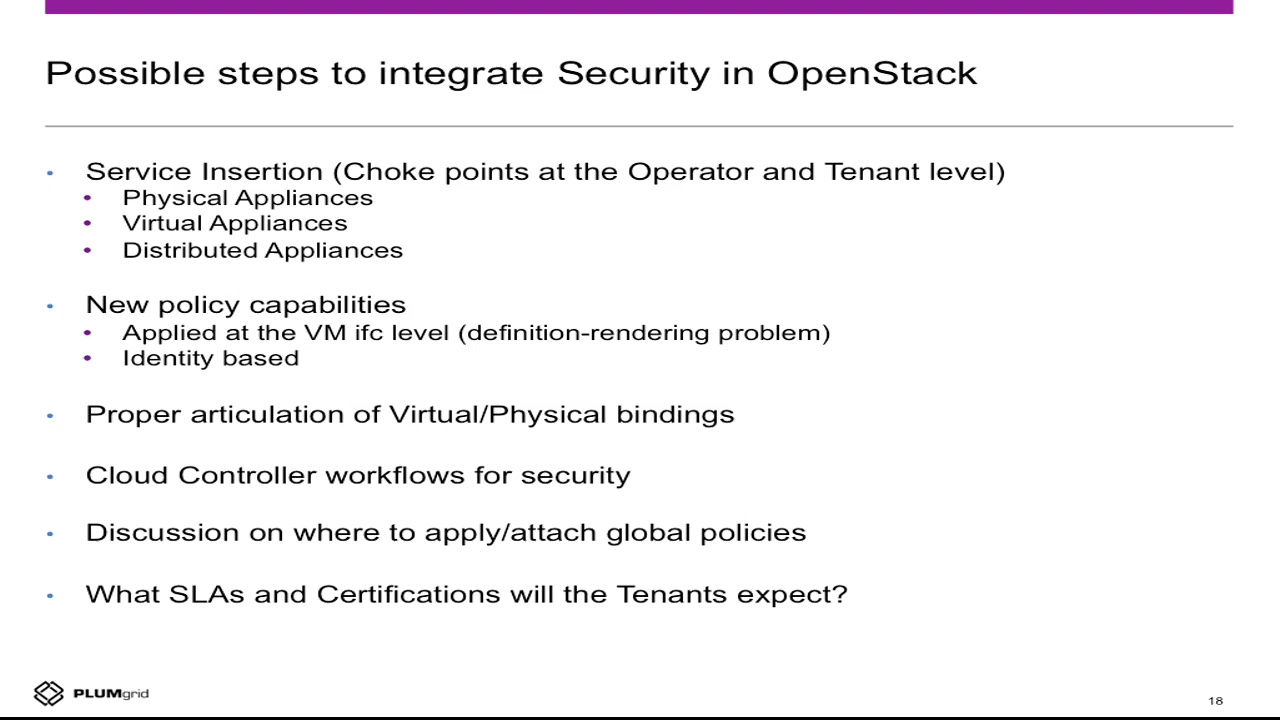 Possible steps to integrate Security in OpenStack
• Service Insertion (Choke points at the Operator and Tenant level)
• Physical Appliances
• Virtual Appliances
• Distributed Appliances
• New policy capabilities
• Applied at the VM ifc level (definition-rendering problem)
• Identity based
• Proper articulation of Virtual/Physical bindings
• Cloud Controller workflows for security
• Discussion on where to apply/attach global policies
• What SLAs and Certifications will the Tenants expect?
PLUMgrid
18